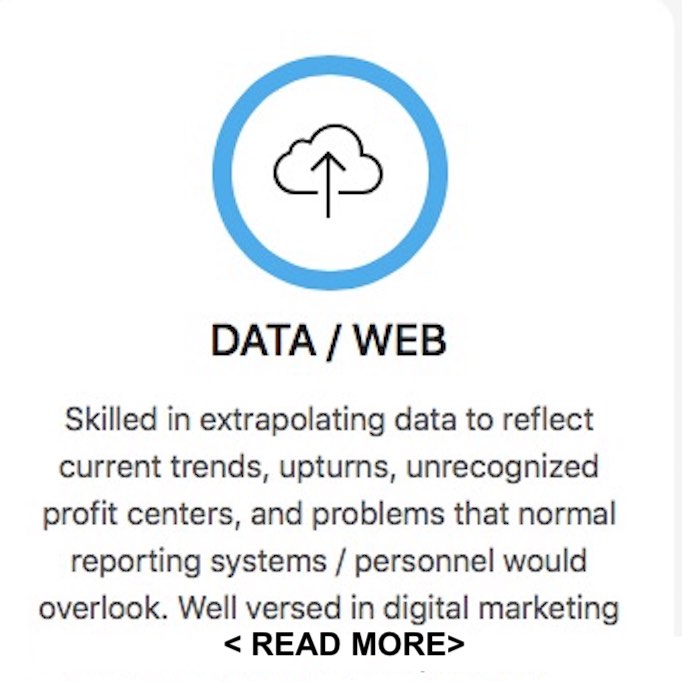 DATA / WEB
Skilled in extrapolating data to reflect
current trends, upturns, unrecognized
profit centers, and problems that normal
reporting systems / personnel would
overlook. Well versed in digital marketing
< READ MORE>